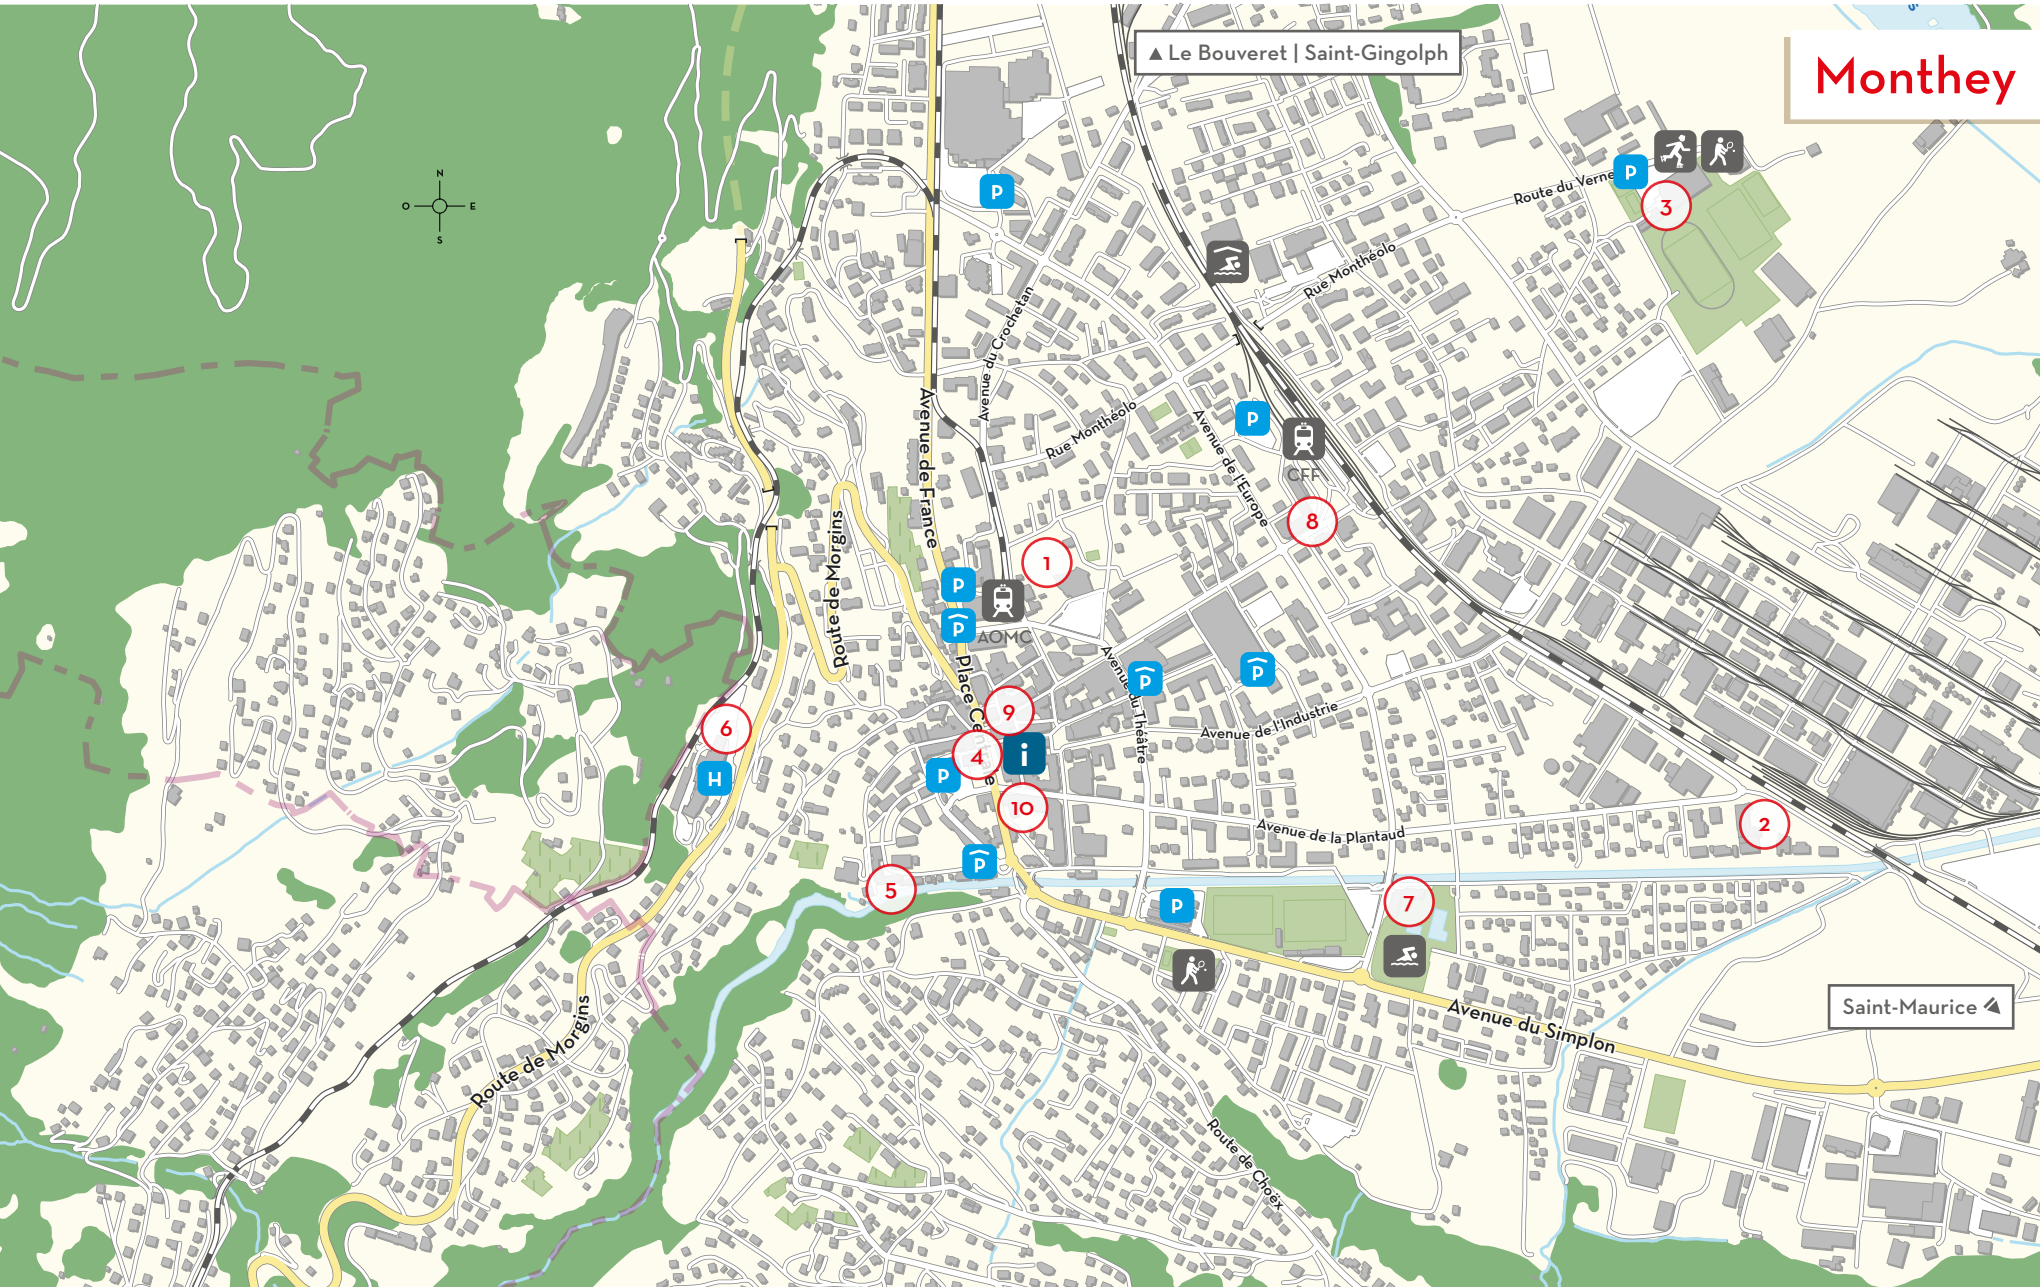 ▲ Le Bouveret | Saint-Gingolph
Monthey
N
O
E
S
P
P
Route du Verney
3
Rue Monthéolo
Avenue du Crochetan
Avenue de France
Rue Monthéolo
Avenue de l'Europe
P
CFF
8
Route de Morgins
1
P
P
AOMC
Place Centrale
Avenue du Théâtre
P
P
9
6
Avenue de l'Industrie
4
i
H
P
10
Avenue de la Plantaud
2
P
5
P
7
Route de Morgins
Avenue du Simplon
Saint-Maurice
Route de Choëx